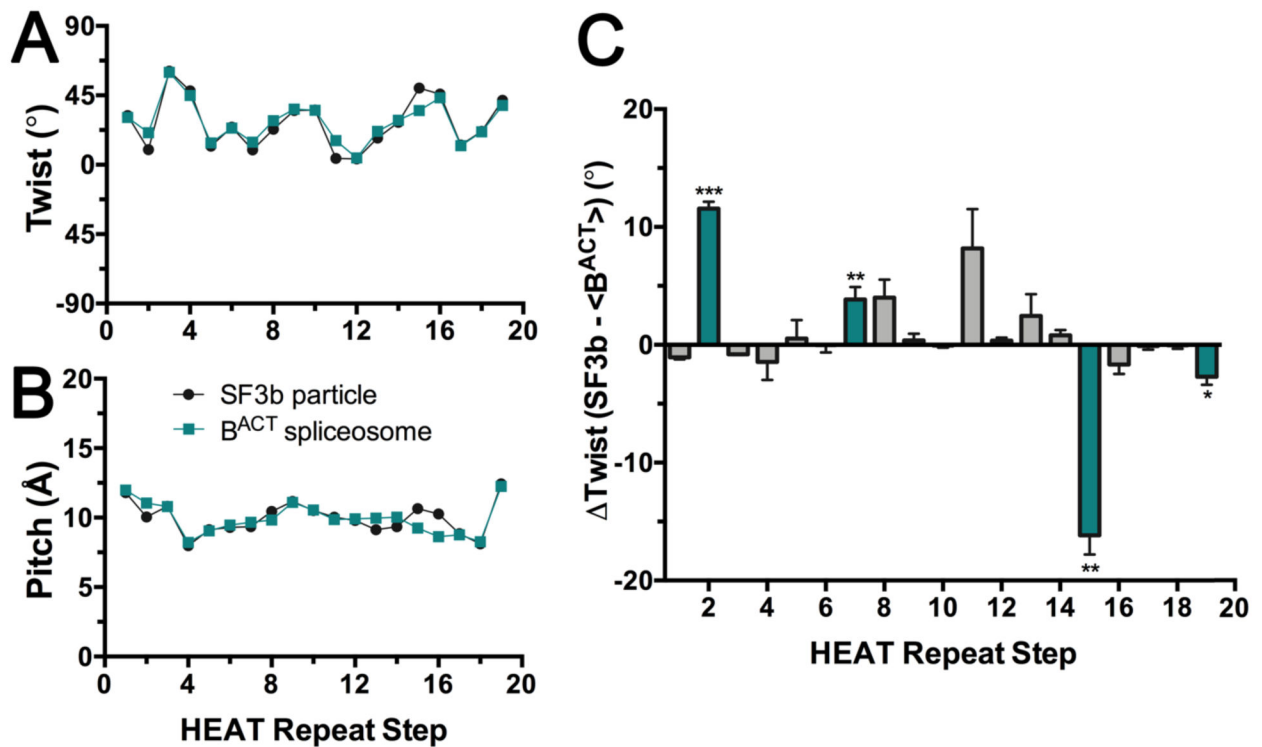 A
90
45
0
45
-90
Twist (°)
0 4 8 12 16 20
B
20
15
10
5
0
Pitch (Å)
SF3b particle
B^ACT spliceosome
0 4 8 12 16 20
HEAT Repeat Step
C
20
10
0
-10
-20
ΔTwist (SF3b - <B^ACT>) (°)
***
**
**
*
2 4 6 8 10 12 14 16 18 20
HEAT Repeat Step